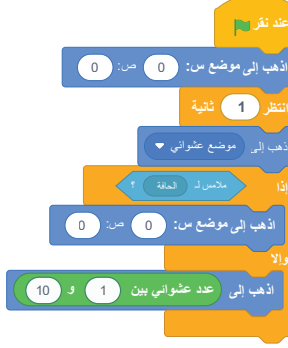 عند نقر
اذهب إلى موضع س: 0 ص: 0
انتظر 1 ثانية
ذهب إلى موضع عشوائي
إذا ملامس لـ الحافة ؟
اذهب إلى موضع س: 0 ص: 0
وإلا
اذهب إلى عدد عشوائي بين 1 و 10